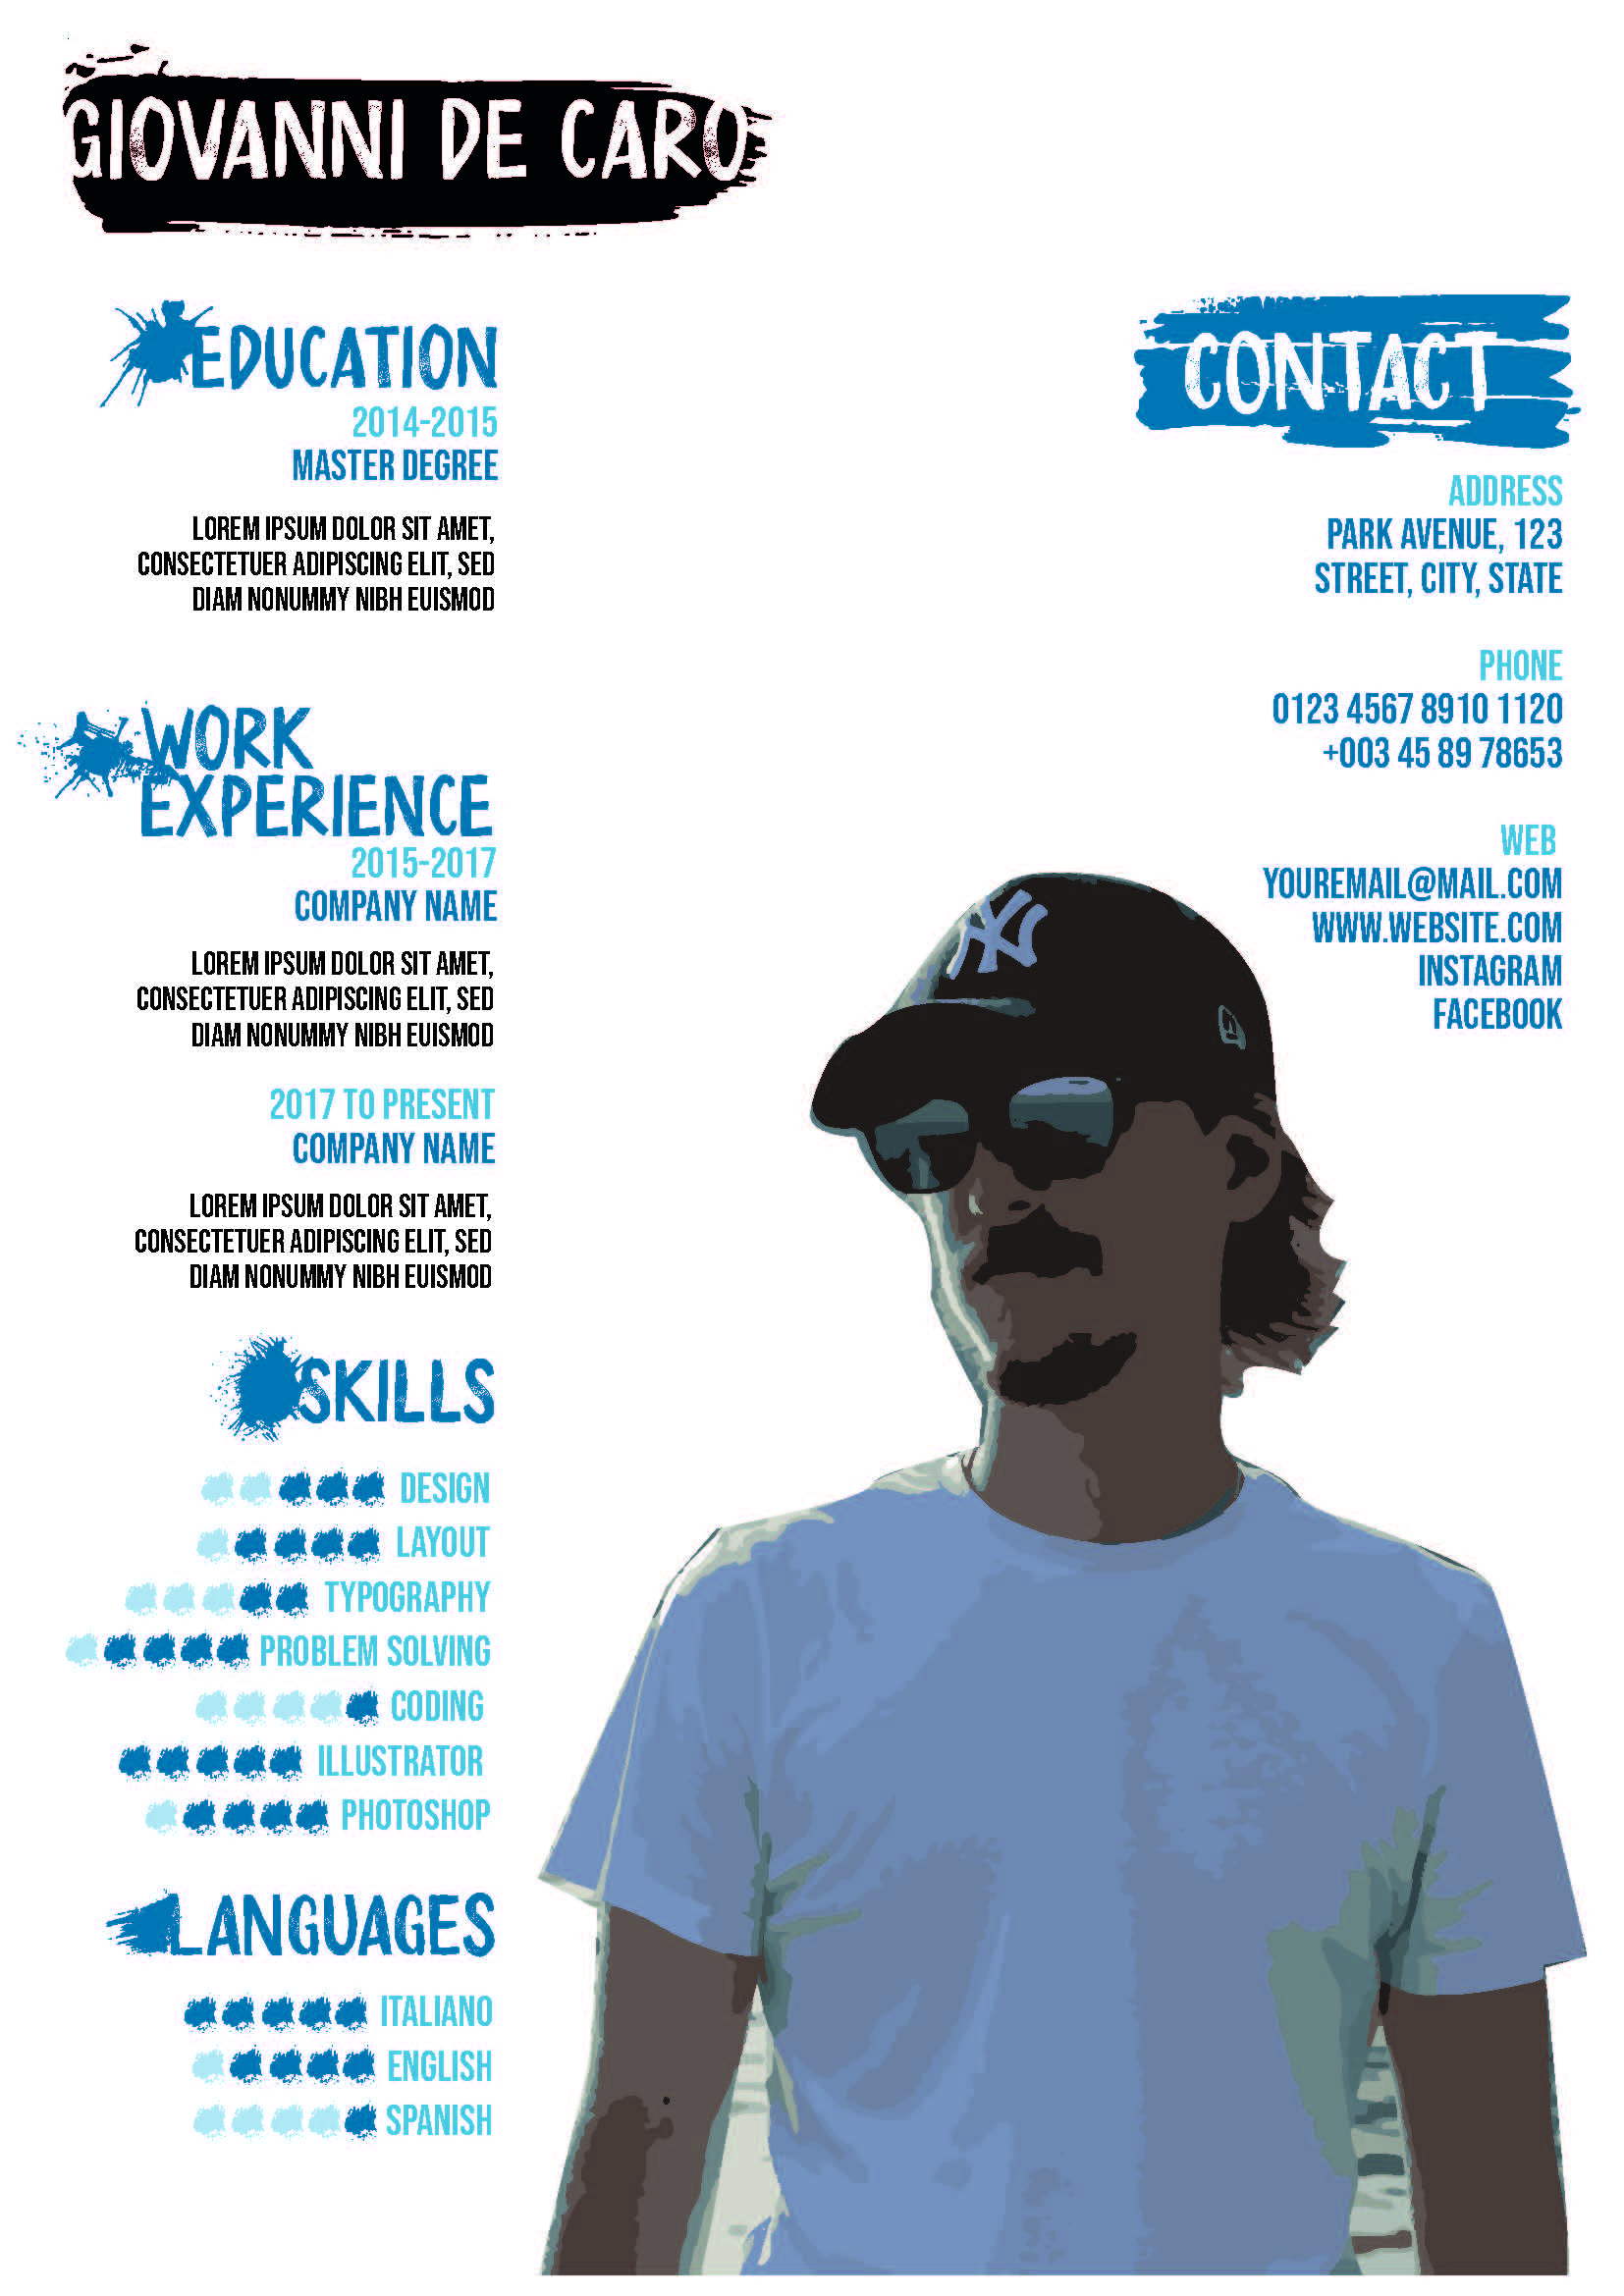 GIOVANNI DE CARO
EDUCATION
2014-2015
MASTER DEGREE
LOREM IPSUM DOLOR SIT AMET,
CONSECTETUER ADIPISCING ELIT, SED
DIAM NONUMMY NIBH EUISMOD
WORK
EXPERIENCE
2015-2017
COMPANY NAME
LOREM IPSUM DOLOR SIT AMET,
CONSECTETUER ADIPISCING ELIT, SED
DIAM NONUMMY NIBH EUISMOD
2017 TO PRESENT
COMPANY NAME
LOREM IPSUM DOLOR SIT AMET,
CONSECTETUER ADIPISCING ELIT, SED
DIAM NONUMMY NIBH EUISMOD
SKILLS
DESIGN
LAYOUT
TYPOGRAPHY
PROBLEM SOLVING
CODING
ILLUSTRATOR
PHOTOSHOP
LANGUAGES
ITALIANO
ENGLISH
SPANISH
CONTACT
ADDRESS
PARK AVENUE, 123
STREET, CITY, STATE
PHONE
0123 4567 8910 1120
+003 45 89 78653
WEB
YOUREMAIL@MAIL.COM
WWW.WEBSITE.COM
INSTAGRAM
FACEBOOK
NY